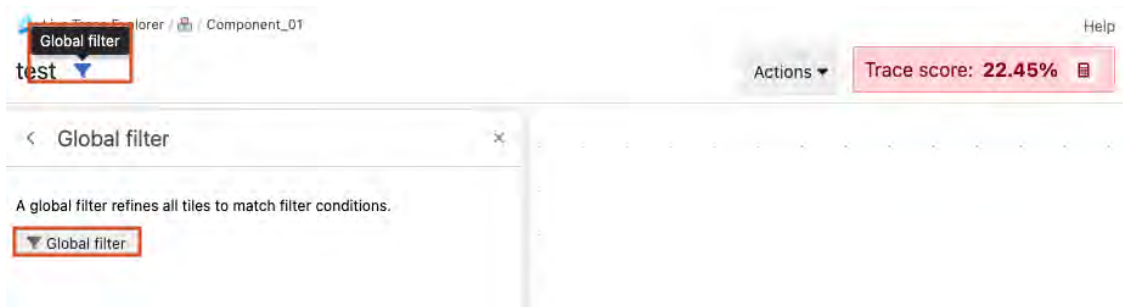 Explorer / Component_01
Help
Global filter
test
Actions
Trace score: 22.45%
Global filter
A global filter refines all tiles to match filter conditions.
Global filter